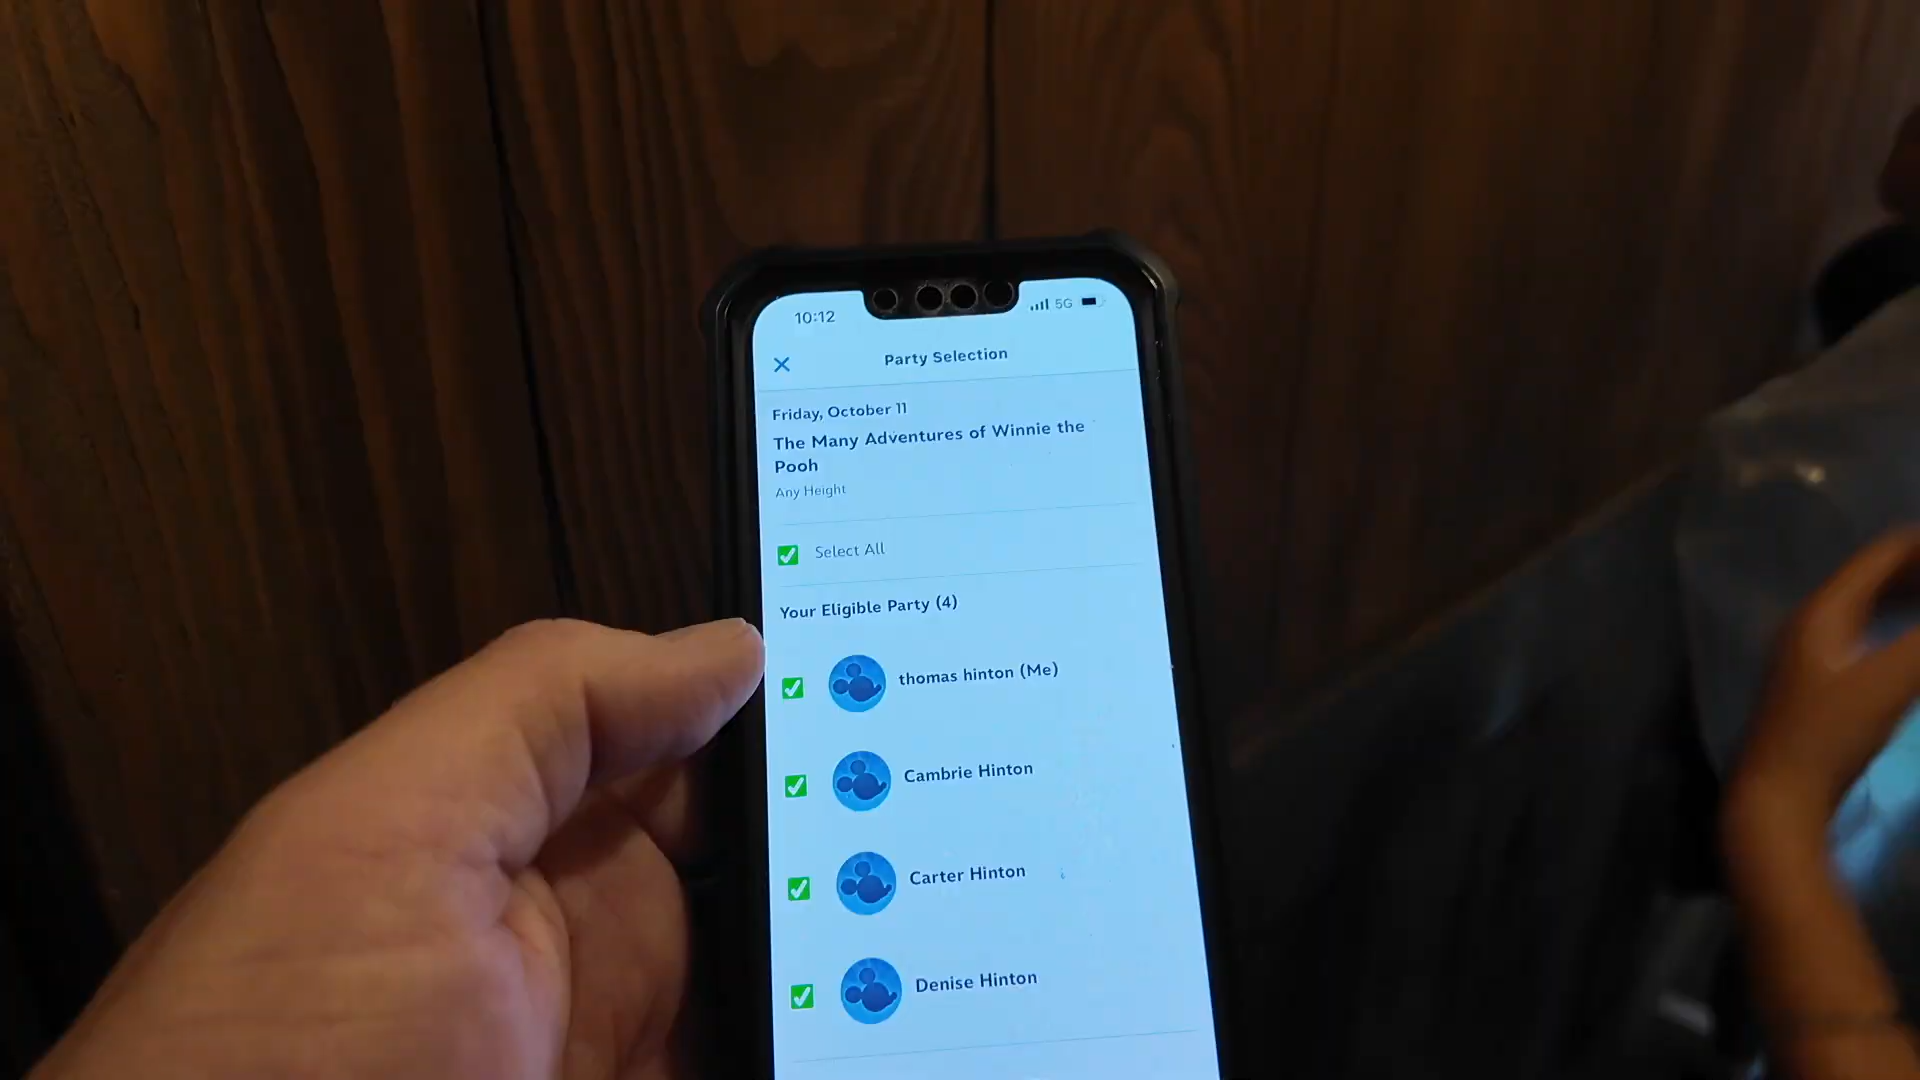 10:12
5G
Party Selection
Friday, October 11
The Many Adventures of Winnie the
Pooh
Any Height
Select All
Your Eligible Party (4)
thomas hinton (Me)
Cambrie Hinton
Carter Hinton
Denise Hinton